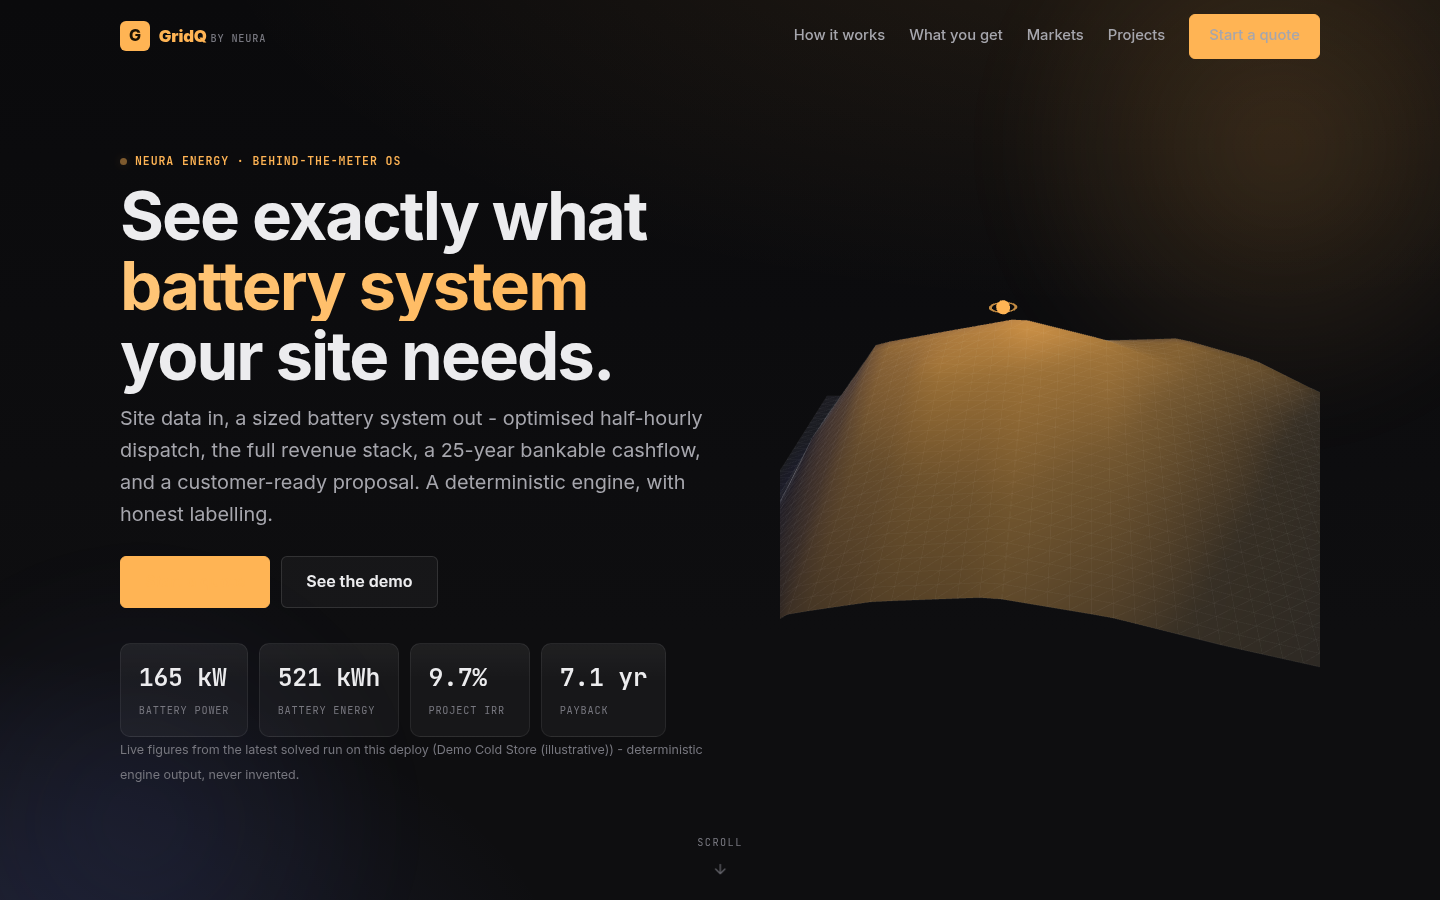 G GridQ BY NEURA
How it works What you get Markets Projects Start a quote
NEURA ENERGY · BEHIND-THE-METER OS
See exactly what
battery system
your site needs.
Site data in, a sized battery system out - optimised half-hourly
dispatch, the full revenue stack, a 25-year bankable cashflow,
and a customer-ready proposal. A deterministic engine, with
honest labelling.
See the demo
165 kW 521 kWh 9.7% 7.1 yr
BATTERY POWER BATTERY ENERGY PROJECT IRR PAYBACK
Live figures from the latest solved run on this deploy (Demo Cold Store (illustrative)) - deterministic
engine output, never invented.
SCROLL